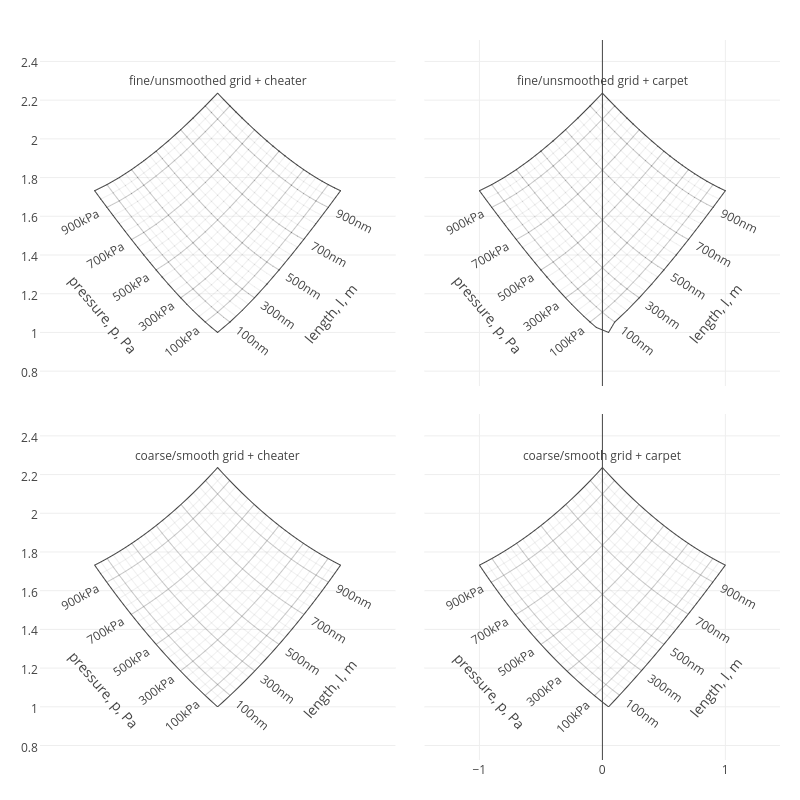 2.4
2.2
2
1.8
1.6
1.4
1.2
1
0.8
fine/unsmoothed grid + cheater
900kPa
700kPa
500kPa
300kPa
100kPa
pressure, p, Pa
100nm
300nm
500nm
700nm
900nm
length, l, m
fine/unsmoothed grid + carpet
900kPa
700kPa
500kPa
300kPa
100kPa
pressure, p, Pa
100nm
300nm
500nm
700nm
900nm
length, l, m
2.4
2.2
2
1.8
1.6
1.4
1.2
1
0.8
coarse/smooth grid + cheater
900kPa
700kPa
500kPa
300kPa
100kPa
pressure, p, Pa
100nm
300nm
500nm
700nm
900nm
length, l, m
coarse/smooth grid + carpet
900kPa
700kPa
500kPa
300kPa
100kPa
pressure, p, Pa
100nm
300nm
500nm
700nm
900nm
length, l, m
−1
0
1